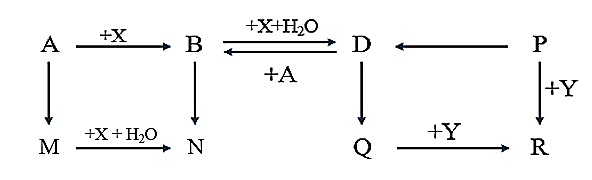 A +X B +X+H₂O D P
+A
+Y
M +X + H₂O N Q +Y R